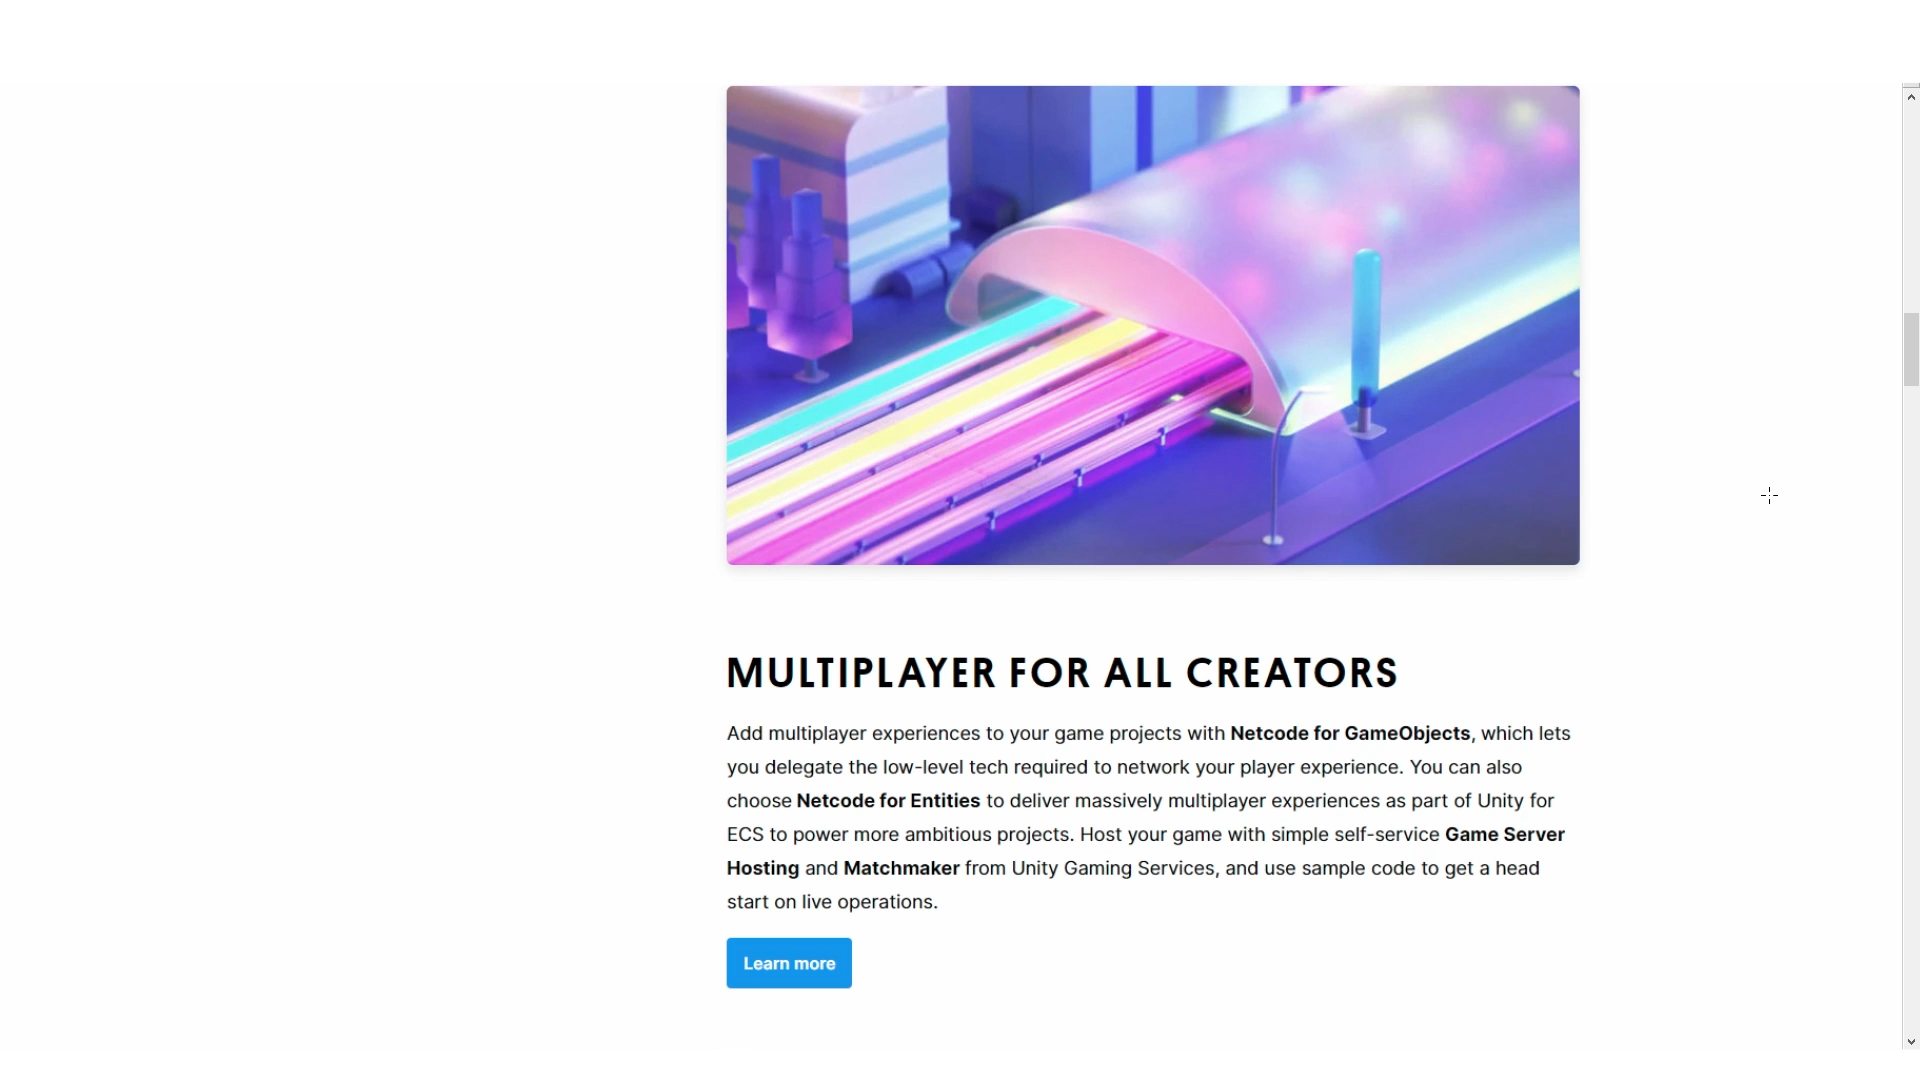 MULTIPLAYER FOR ALL CREATORS
Add multiplayer experiences to your game projects with Netcode for GameObjects, which lets
you delegate the low-level tech required to network your player experience. You can also
choose Netcode for Entities to deliver massively multiplayer experiences as part of Unity for
ECS to power more ambitious projects. Host your game with simple self-service Game Server
Hosting and Matchmaker from Unity Gaming Services, and use sample code to get a head
start on live operations.
Learn more